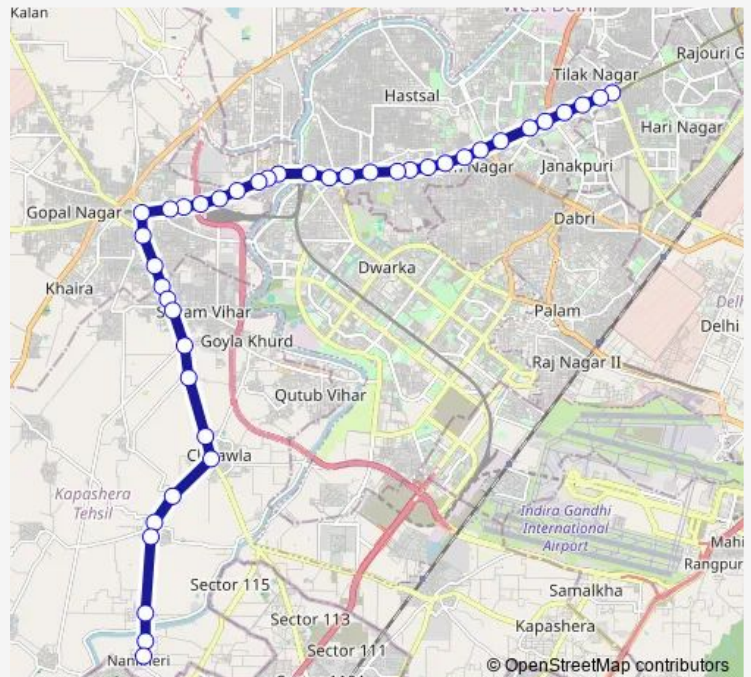 Kalan
West Delhi
Rajouri G
Tilak Nagar
Hastsal
Hari Nagar
Nagar
Janakpuri
Gopal Nagar
Dabri
Dwarka
Khaira
Palam
Delhi
Goyla Khurd
Raj Nagar II
Qutub Vihar
Kapashera
Tehsil
Indira Gandhi
International
Airport
Mahi
Rangpur
Sector 115
Samalkha
Sector 113
Kapashera
Sector 111
© OpenStreetMap contributors